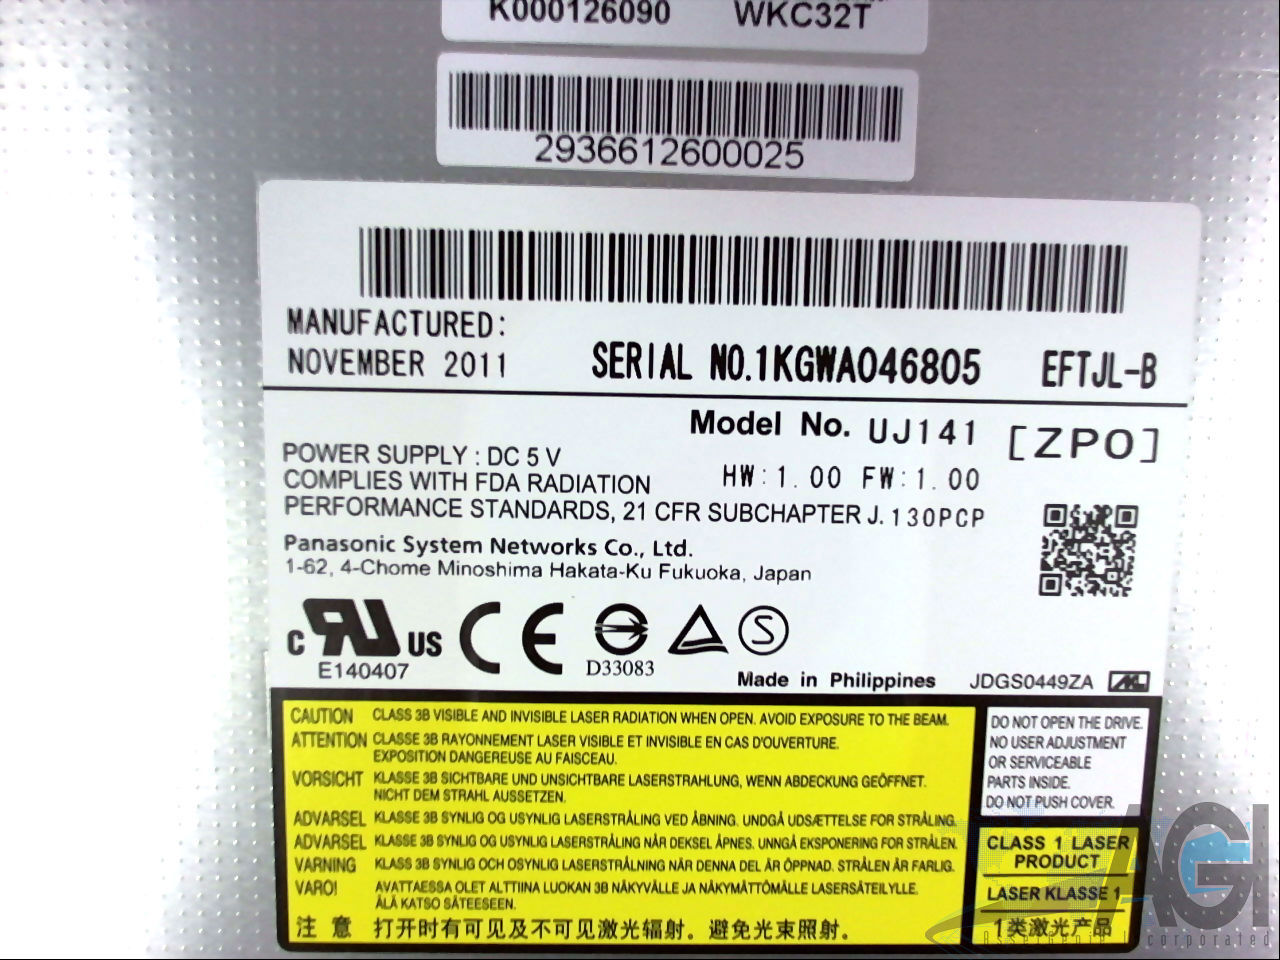 K000126090 WKC32T
2936612600025
MANUFACTURED:
NOVEMBER 2011 SERIAL NO.1KGWA046805 EFTJL-B
Model No. UJ141 [ZP0]
POWER SUPPLY : DC 5 V
HW:1.00 FW:1.00
COMPLIES WITH FDA RADIATION
PERFORMANCE STANDARDS, 21 CFR SUBCHAPTER J. 130PCP
Panasonic System Networks Co., Ltd.
1-62, 4-Chome Minoshima Hakata-Ku Fukuoka, Japan
C RU US CE S
E140407 D33083
Made in Philippines JDGS0449ZA
CAUTION CLASS 3B VISIBLE AND INVISIBLE LASER RADIATION WHEN OPEN. AVOID EXPOSURE TO THE BEAM.
ATTENTION CLASSE 3B RAYONNEMENT LASER VISIBLE ET INVISIBLE EN CAS D'OUVERTURE.
EXPOSITION DANGEREUSE AU FAISCEAU.
VORSICHT KLASSE 3B SICHTBARE UND UNSICHTBARE LASERSTRAHLUNG, WENN ABDECKUNG GEÖFFNET.
NICHT DEM STRAHL AUSSETZEN.
ADVARSEL KLASSE 3B SYNLIG OG USYNLIG LASERSTRÅLING VED ÅBNING. UNDGÅ UDSÆTTELSE FOR STRÅLING.
ADVARSEL KLASSE 3B SYNLIG OG USYNLIG LASERSTRÅLING NÅR DEKSEL ÅPNES. UNNGÅ EKSPONERING FOR STRÅLEN.
VARNING KLASS 3B SYNLIG OCH OSYNLIG LASERSTRÅLNING NÄR DENNA DEL ÄR ÖPPNAD. STRÅLEN ÄR FARLIG.
VARO! AVATTAESSA OLET ALTTIINA LUOKAN 3B NÄKYVÄLLE JA NÄKYMÄTTÖMÄLLE LASERSÄTEILYLLE.
ÄLÄ KATSO SÄTEESEEN.
注意 打开时有可见及不可见激光辐射。避免光束照射。
DO NOT OPEN THE DRIVE.
NO USER ADJUSTMENT
OR SERVICEABLE
PARTS INSIDE.
DO NOT PUSH COVER.
CLASS 1 LASER
PRODUCT
LASER KLASSE 1
1类激光产品
AGI
AssetGenie Incorporated